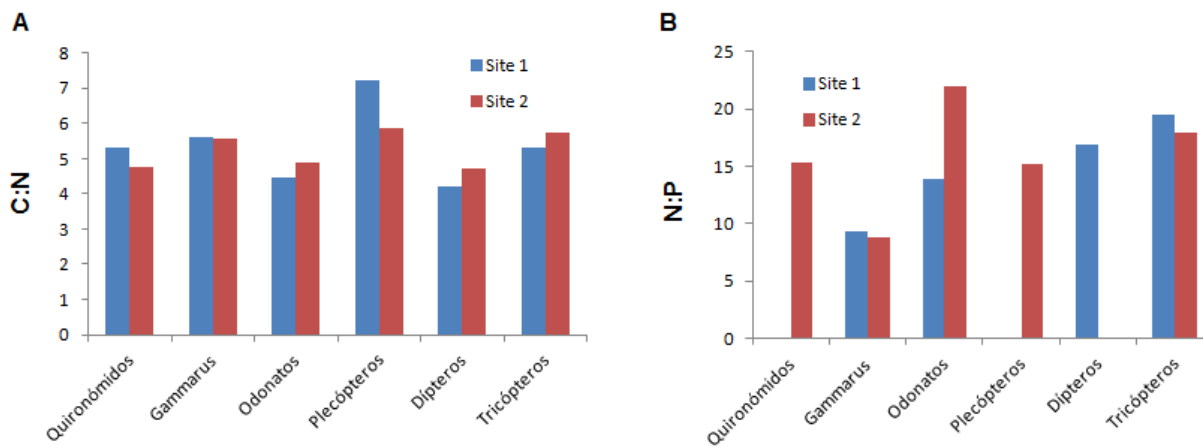 A
C:N
8
7
6
5
4
3
2
1
0
Site 1
Site 2
Quironómidos
Gammarus
Odonatos
Plecópteros
Dípteros
Tricópteros
B
N:P
25
20
15
10
5
0
Site 1
Site 2
Quironómidos
Gammarus
Odonatos
Plecópteros
Dípteros
Tricópteros